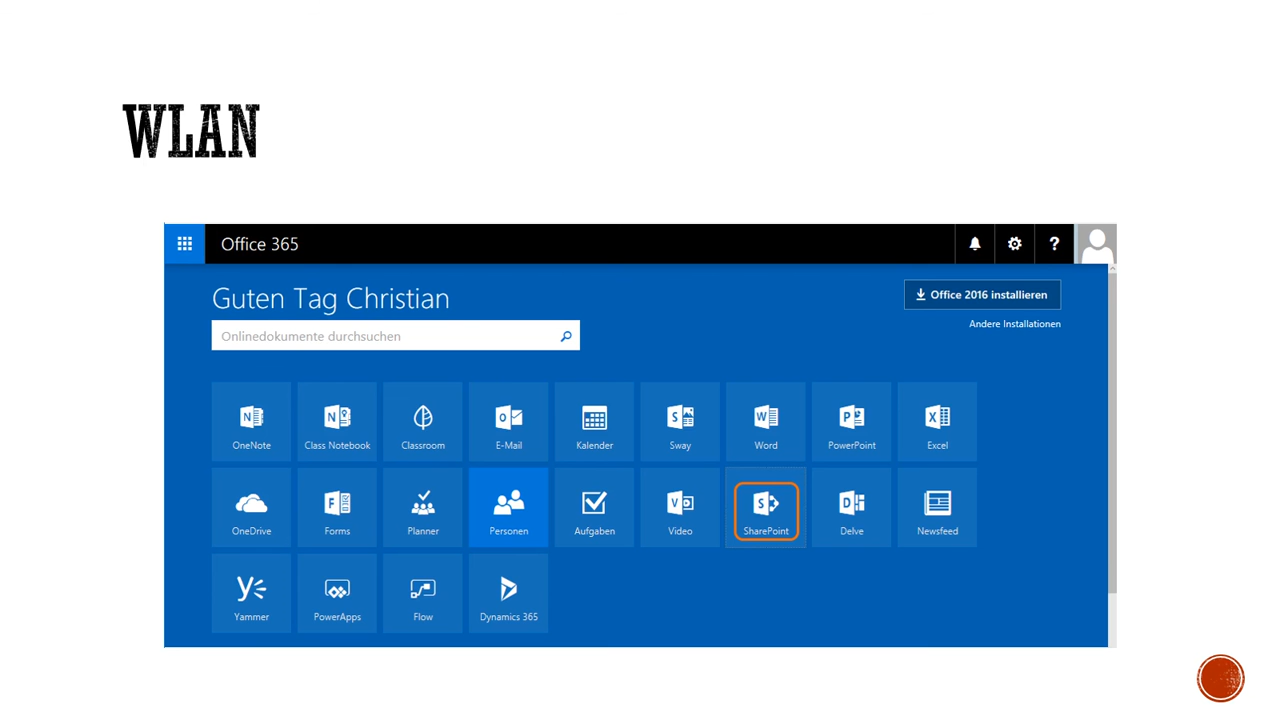 WLAN
Office 365
?
Guten Tag Christian
Office 2016 installieren
Onlinedokumente durchsuchen
Andere Installationen
OneNote Class Notebook Classroom E-Mail Kalender Sway Word PowerPoint Excel
OneDrive Forms Planner Personen Aufgaben Video SharePoint Delve Newsfeed
Yammer PowerApps Flow Dynamics 365